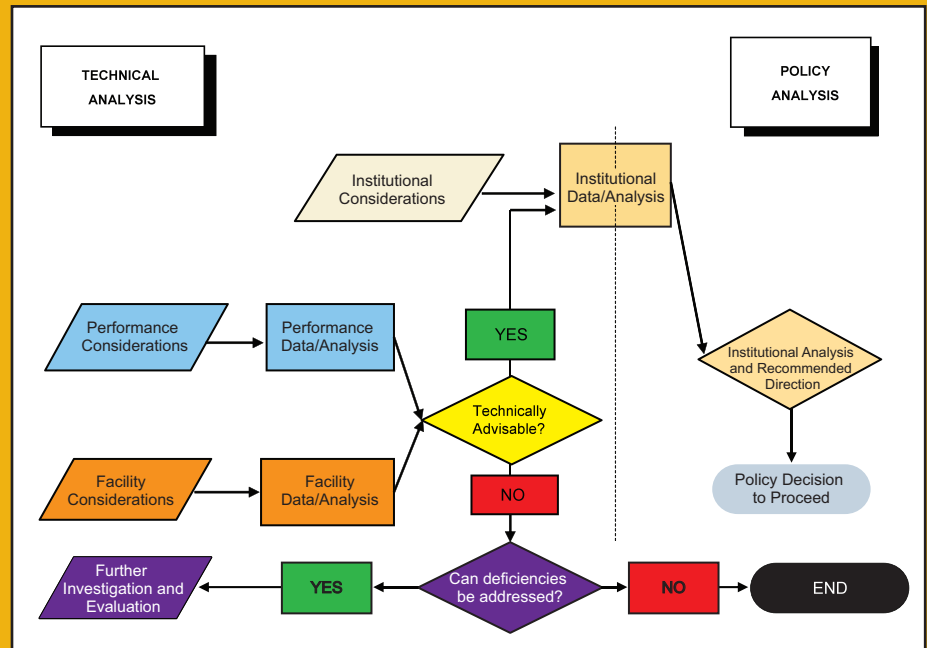 TECHNICAL
ANALYSIS
POLICY
ANALYSIS
Institutional
Considerations
Institutional
Data/Analysis
Performance
Considerations
Performance
Data/Analysis
YES
Institutional Analysis
and Recommended
Direction
Technically
Advisable?
Facility
Considerations
Facility
Data/Analysis
NO
Policy Decision
to Proceed
Further
Investigation and
Evaluation
YES
Can deficiencies
be addressed?
NO
END